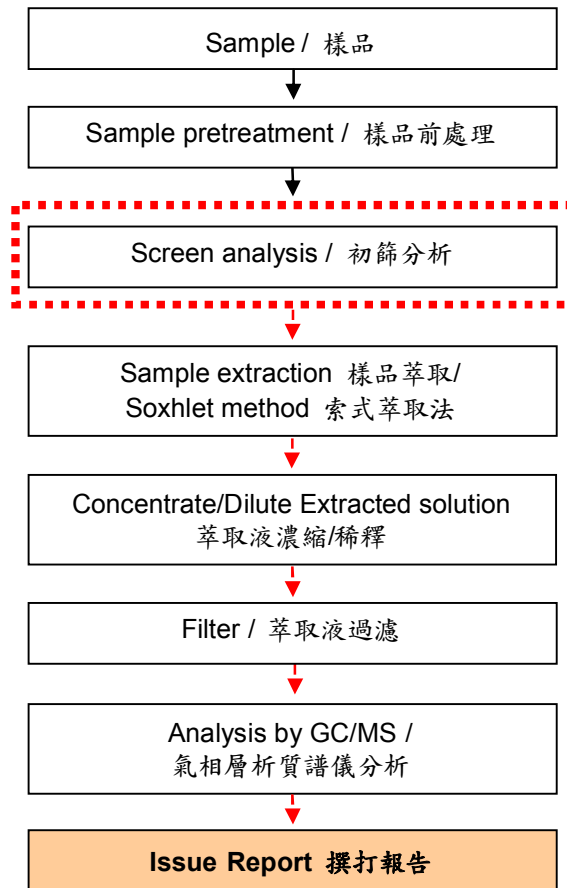 Sample / 樣品
Sample pretreatment / 樣品前處理
Screen analysis / 初篩分析
Sample extraction 樣品萃取/
Soxhlet method 索式萃取法
Concentrate/Dilute Extracted solution
萃取液濃縮/稀釋
Filter / 萃取液過濾
Analysis by GC/MS /
氣相層析質譜儀分析
Issue Report 撰打報告